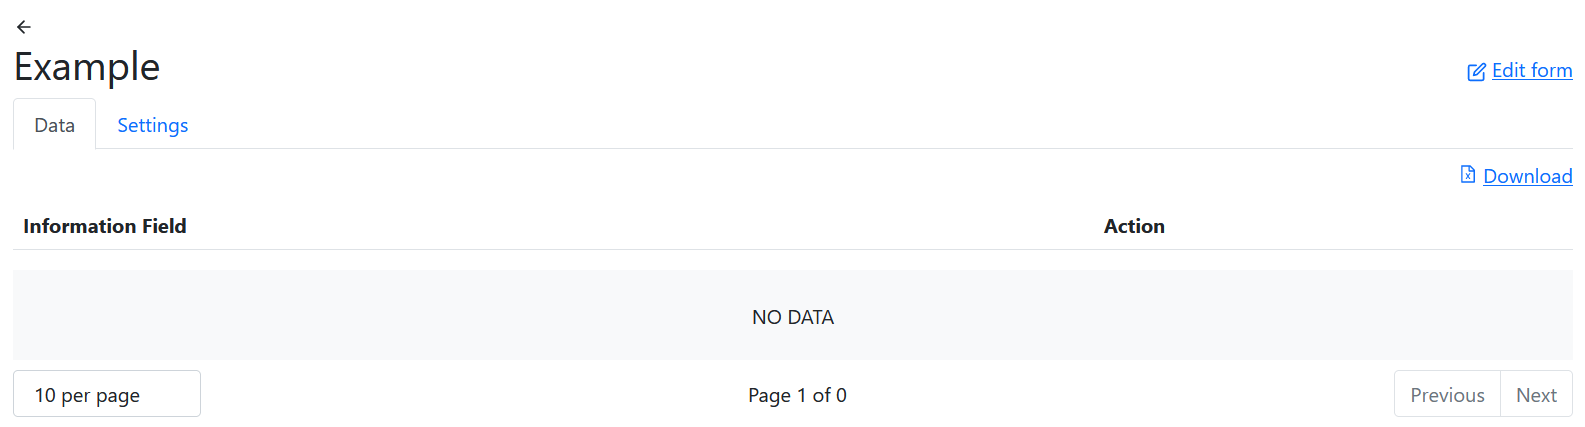 Example
Edit form
Data
Settings
Download
Information Field
Action
NO DATA
10 per page
Page 1 of 0
Previous
Next